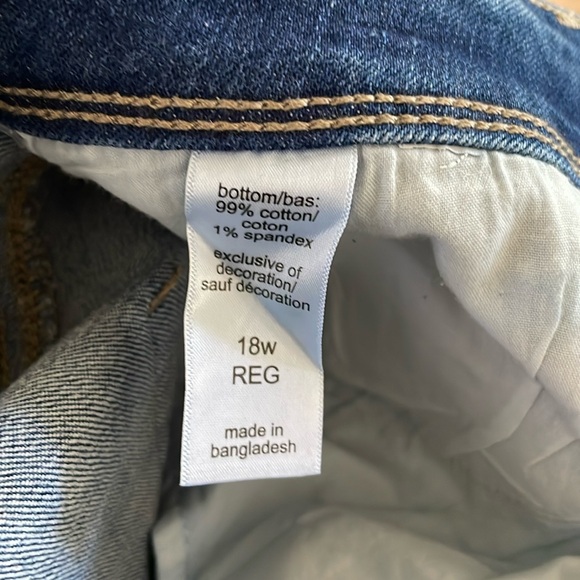 bottom/bas:
99% cotton/
coton
1% spandex
exclusive of
decoration/
sauf décoration
18w
REG
made in
bangladesh